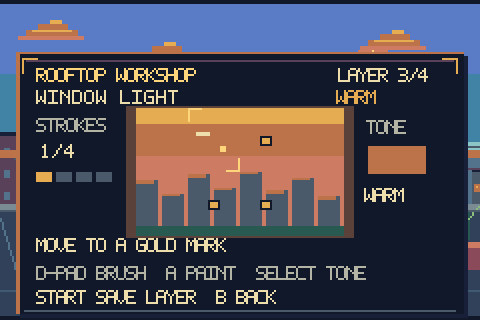 ROOFTOP WORKSHOP LAYER 3/4
WINDOW LIGHT WARM
STROKES TONE
1/4
WARM
MOVE TO A GOLD MARK
D-PAD BRUSH A PAINT SELECT TONE
START SAVE LAYER B BACK